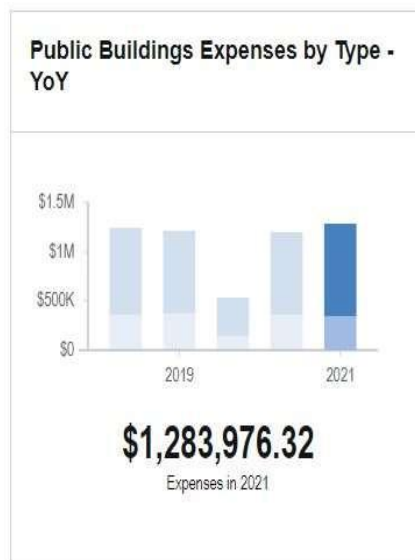 Public Buildings Expenses by Type -
YoY
$1.5M
$1M
$500K
$0
2019
2021
$1,283,976.32
Expenses in 2021